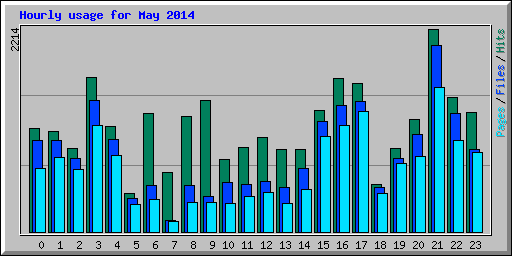 Hourly usage for May 2014
2214
Pages/Files/Hits
0 1 2 3 4 5 6 7 8 9 10 11 12 13 14 15 16 17 18 19 20 21 22 23